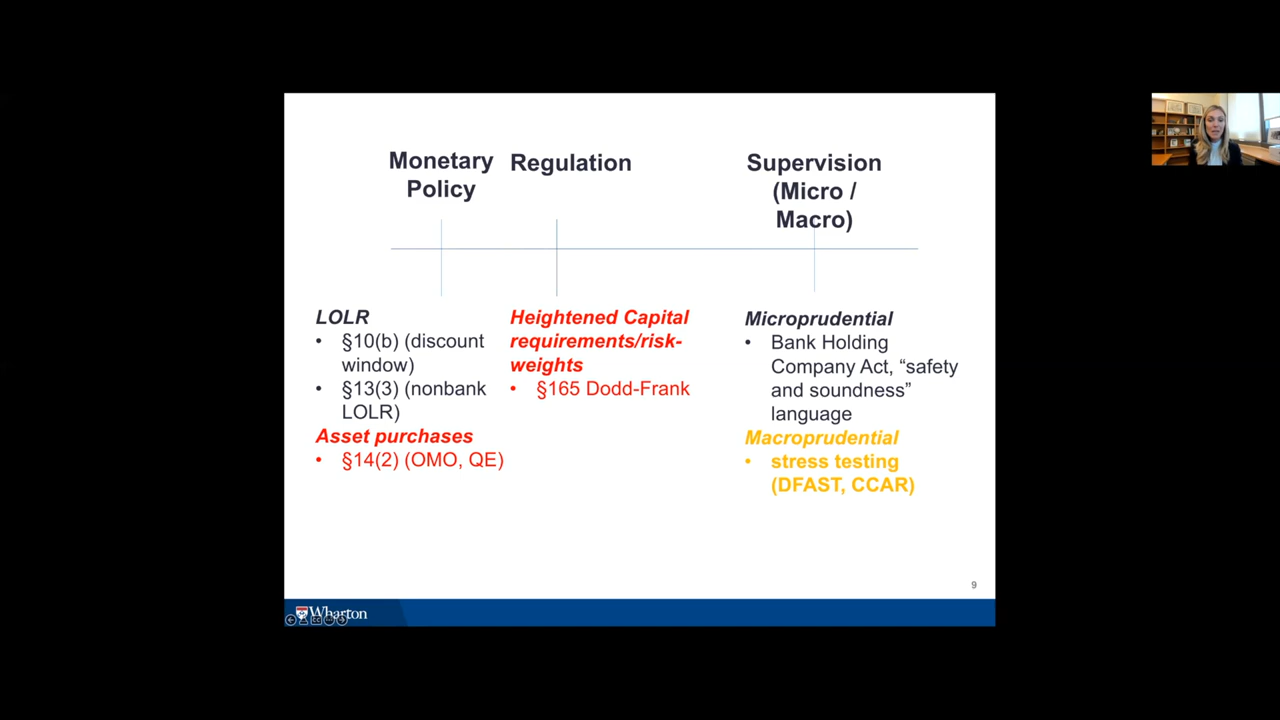 Monetary
Policy
Regulation
Supervision
(Micro /
Macro)
LOLR
• §10(b) (discount
window)
• §13(3) (nonbank
LOLR)
Asset purchases
• §14(2) (OMO, QE)
Heightened Capital
requirements/risk-
weights
• §165 Dodd-Frank
Microprudential
• Bank Holding
Company Act, “safety
and soundness”
language
Macroprudential
• stress testing
(DFAST, CCAR)
9
Wharton